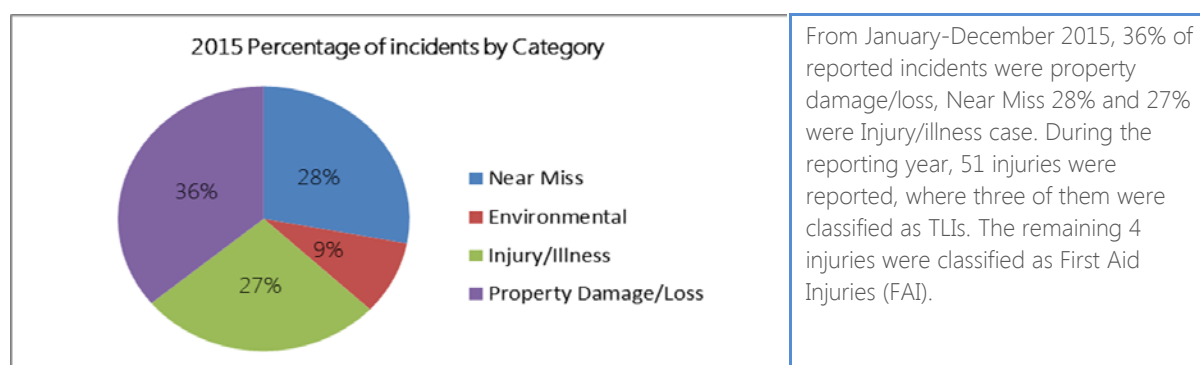 2015 Percentage of incidents by Category
36%
28%
9%
27%
Near Miss
Environmental
Injury/Illness
Property Damage/Loss
From January-December 2015, 36% of
reported incidents were property
damage/loss, Near Miss 28% and 27%
were Injury/illness case. During the
reporting year, 51 injuries were
reported, where three of them were
classified as TLIs. The remaining 4
injuries were classified as First Aid
Injuries (FAI).